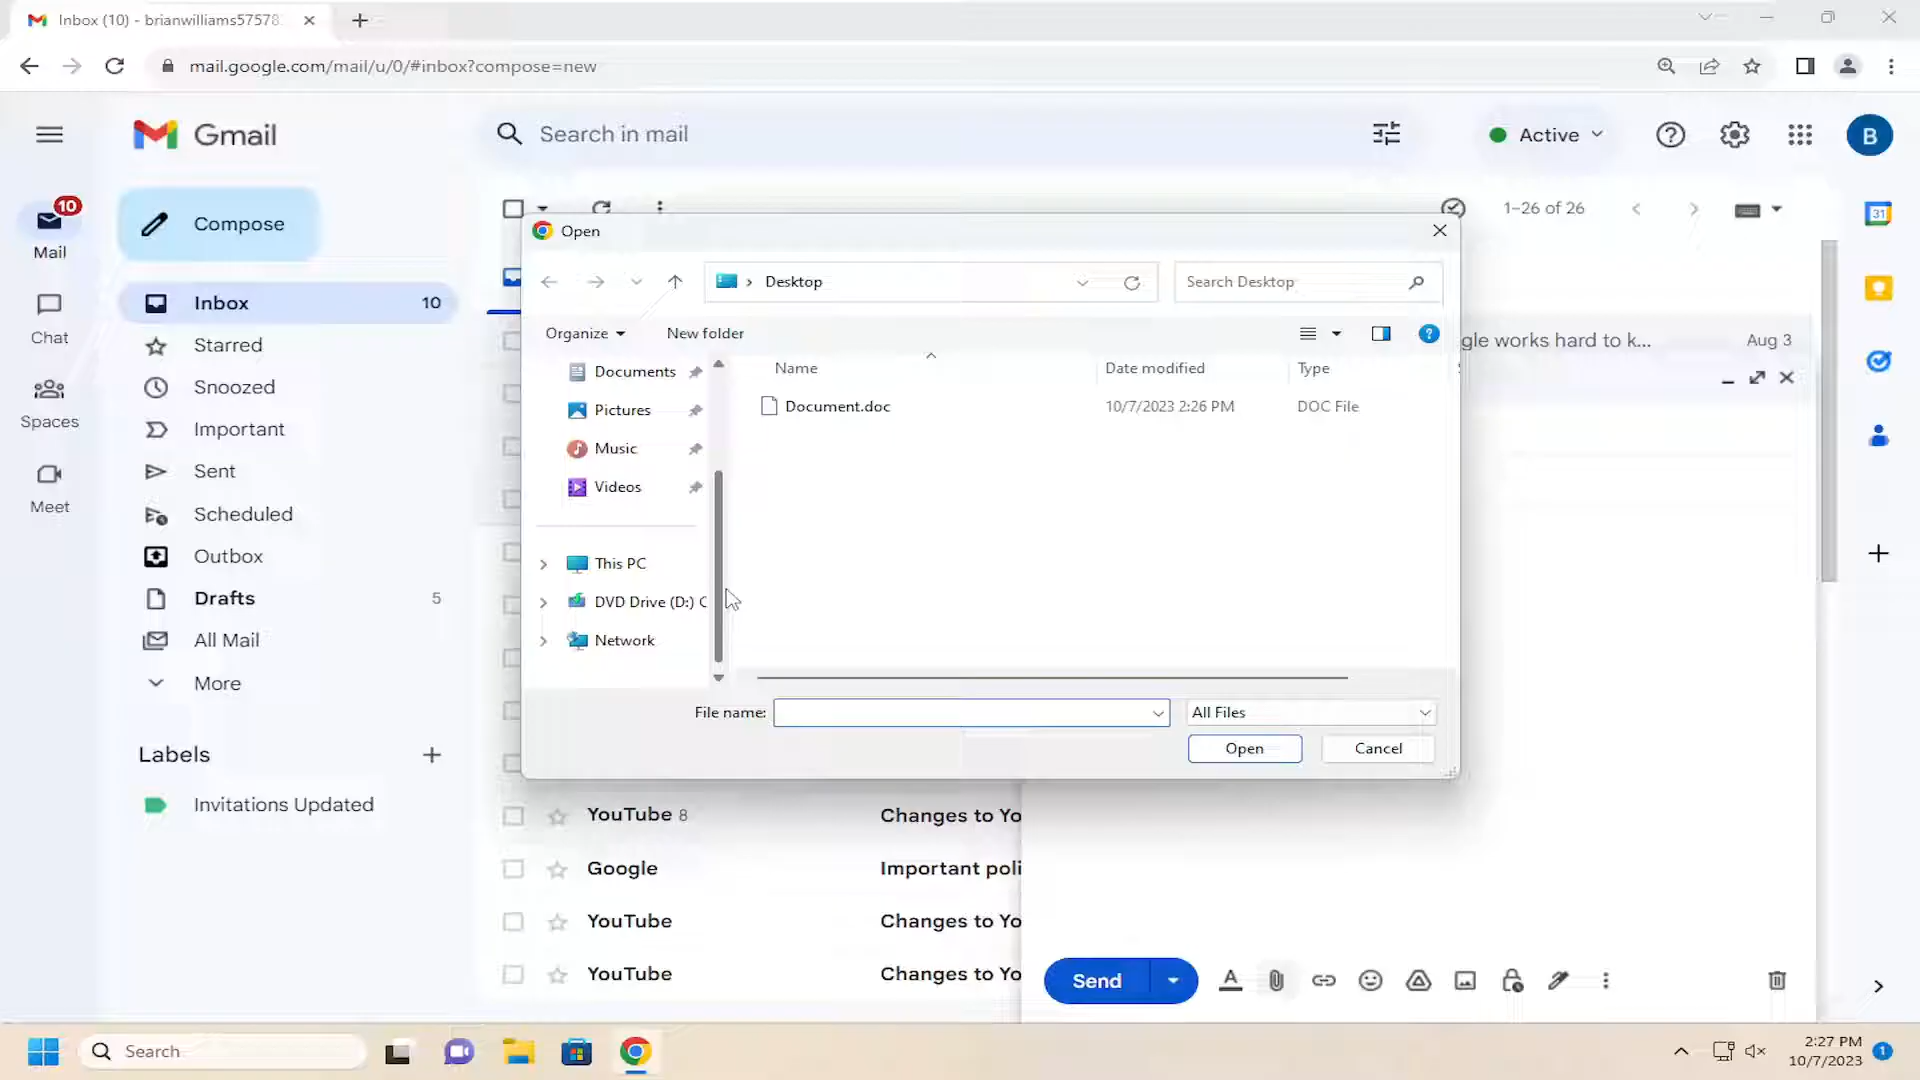 Inbox (10) - brianwilliams57578
mail.google.com/mail/u/0/#inbox?compose=new
Gmail
Search in mail
Active
B
10
Mail
Compose
1–26 of 26
31
Open
Desktop
Search Desktop
Inbox 10
Chat
Starred
Organize
New folder
?
gle works hard to k...
Aug 3
Documents
Name
Date modified
Type
Snoozed
Pictures
Document.doc
10/7/2023 2:26 PM
DOC File
Spaces
Important
Music
Sent
Videos
Meet
Scheduled
Outbox
This PC
Drafts 5
DVD Drive (D:) C
All Mail
Network
More
File name:
All Files
Labels
Open
Cancel
Invitations Updated
YouTube 8
Changes to Yo
Google
Important poli
YouTube
Changes to Yo
YouTube
Changes to Yo
Send
Search
2:27 PM
10/7/2023
1